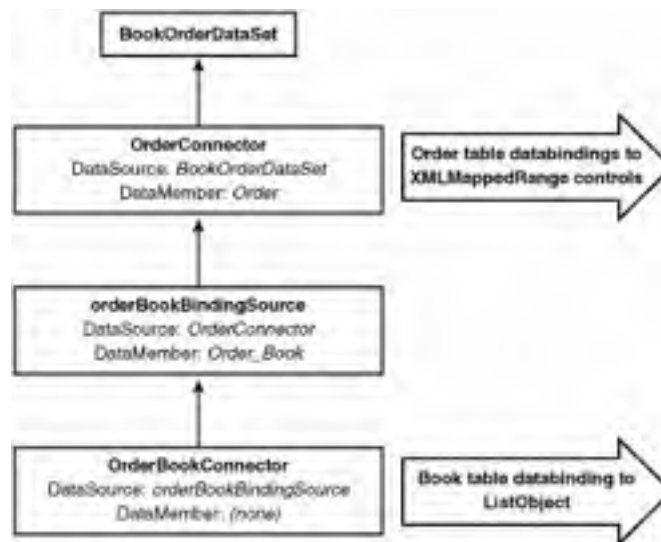 BookOrderDataSet
OrderConnector
DataSource: BookOrderDataSet
DataMember: Order
Order table databindings to
XMLMappedRange controls
orderBookBindingSource
DataSource: OrderConnector
DataMember: Order_Book
OrderBookConnector
DataSource: orderBookBindingSource
DataMember: (none)
Book table databinding to
ListObject